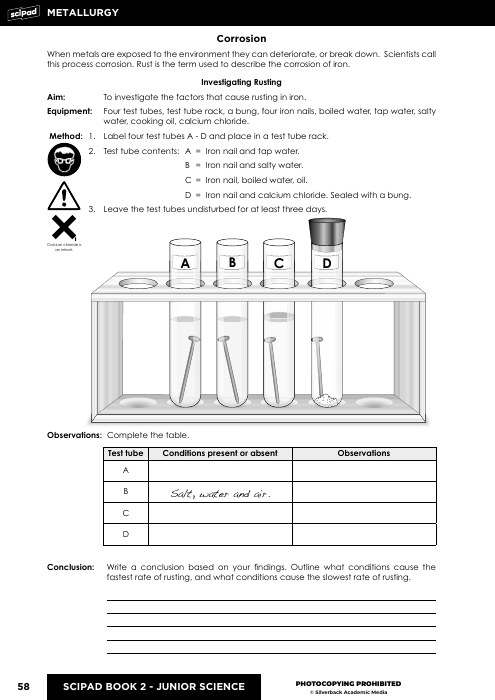 scipad METALLURGY
Corrosion
When metals are exposed to the environment they can deteriorate, or break down. Scientists call
this process corrosion. Rust is the term used to describe the corrosion of iron.
Investigating Rusting
Aim: To investigate the factors that cause rusting in iron.
Equipment: Four test tubes, test tube rack, a bung, four iron nails, boiled water, tap water, salty
water, cooking oil, calcium chloride.
Method: 1. Label four test tubes A - D and place in a test tube rack.
2. Test tube contents: A = Iron nail and tap water.
B = Iron nail and salty water.
C = Iron nail, boiled water, oil.
D = Iron nail and calcium chloride. Sealed with a bung.
3. Leave the test tubes undisturbed for at least three days.
Calcium chloride is
an irritant.
A B C D
Observations: Complete the table.
Test tube Conditions present or absent Observations
A
B Salt, water and air.
C
D
Conclusion: Write a conclusion based on your findings. Outline what conditions cause the
fastest rate of rusting, and what conditions cause the slowest rate of rusting.
58 SCIPAD BOOK 2 - JUNIOR SCIENCE
PHOTOCOPYING PROHIBITED
© Silverback Academic Media